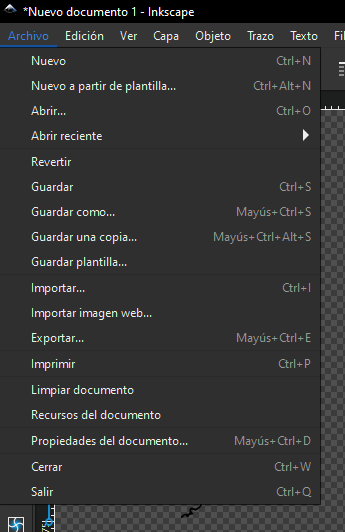 *Nuevo documento 1 - Inkscape
Archivo Edición Ver Capa Objeto Trazo Texto
Nuevo Ctrl+N
Nuevo a partir de plantilla... Ctrl+Alt+N
Abrir... Ctrl+O
Abrir reciente
Revertir
Guardar Ctrl+S
Guardar como... Mayús+Ctrl+S
Guardar una copia... Mayús+Ctrl+Alt+S
Guardar plantilla...
Importar... Ctrl+I
Importar imagen web...
Exportar... Mayús+Ctrl+E
Imprimir Ctrl+P
Limpiar documento
Recursos del documento
Propiedades del documento... Mayús+Ctrl+D
Cerrar Ctrl+W
Salir Ctrl+Q